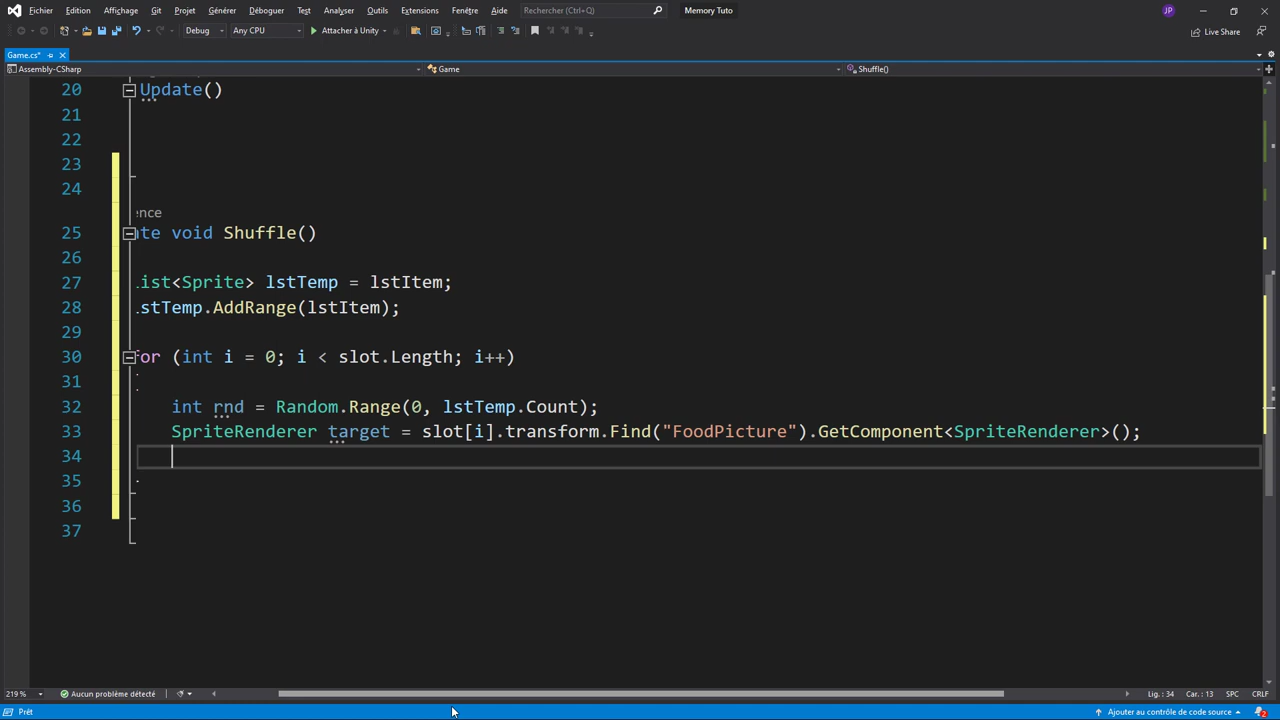 Fichier Edition Affichage Git Projet Générer Déboguer Test Analyser Outils Extensions Fenêtre Aide Rechercher (Ctrl+Q) Memory Tuto JP
Debug Any CPU Attacher à Unity Live Share
Game.cs*
Assembly-CSharp Game Shuffle()
20 Update()
21
22
23
24
ence
25 ate void Shuffle()
26
27 ist<Sprite> lstTemp = lstItem;
28 stTemp.AddRange(lstItem);
29
30 for (int i = 0; i < slot.Length; i++)
31
32 int rnd = Random.Range(0, lstTemp.Count);
33 SpriteRenderer target = slot[i].transform.Find("FoodPicture").GetComponent<SpriteRenderer>();
34
35
36
37
219 % Aucun problème détecté Lig. : 34 Car. : 13 SPC CRLF
Prêt Ajouter au contrôle de code source 2